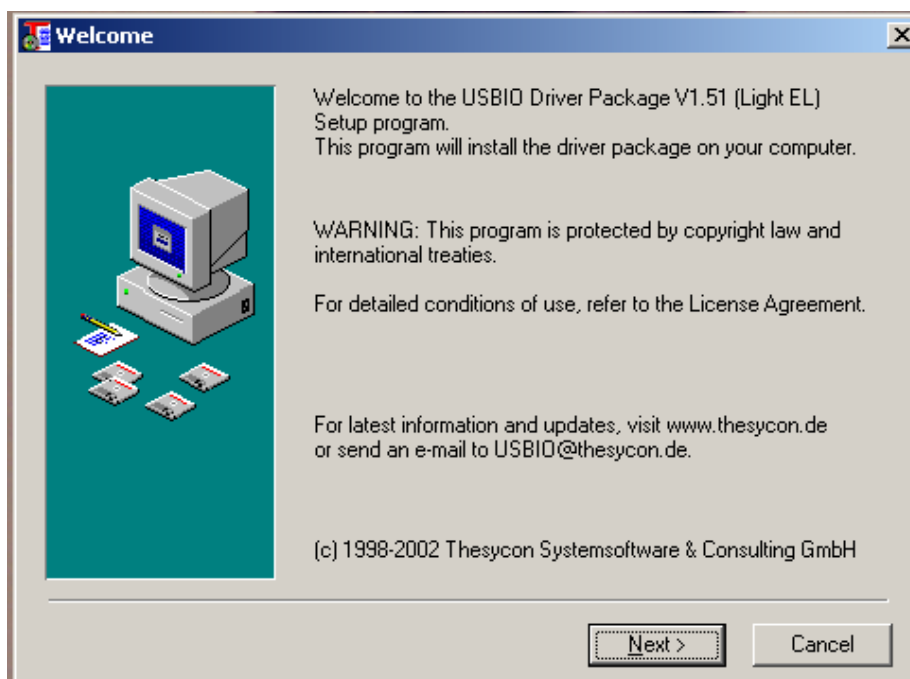 Welcome
Welcome to the USBIO Driver Package V1.51 (Light EL)
Setup program.
This program will install the driver package on your computer.
WARNING: This program is protected by copyright law and
international treaties.
For detailed conditions of use, refer to the License Agreement.
For latest information and updates, visit www.thesycon.de
or send an e-mail to USBIO@thesycon.de.
(c) 1998-2002 Thesycon Systemsoftware & Consulting GmbH
Next >
Cancel